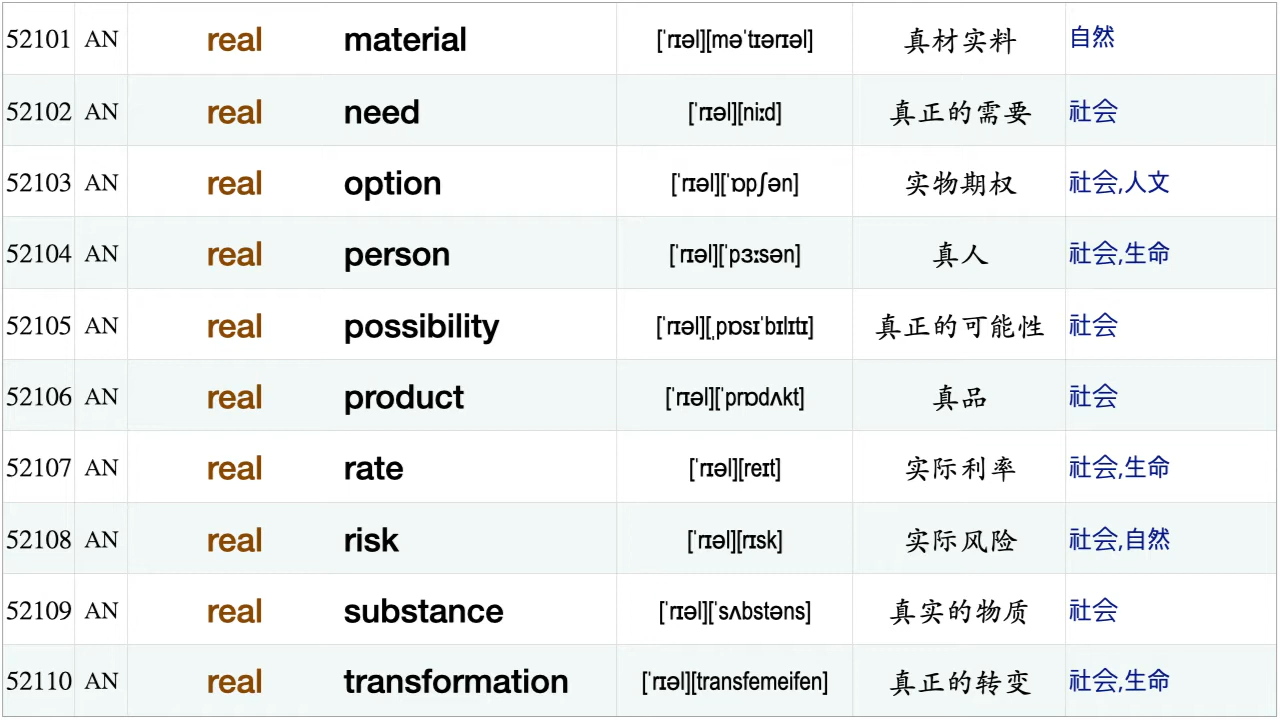 52101 AN real material [ˈrɪəl][məˈtɪərɪəl] 真材实料 自然
52102 AN real need [ˈrɪəl][niːd] 真正的需要 社会
52103 AN real option [ˈrɪəl][ˈɒpʃən] 实物期权 社会,人文
52104 AN real person [ˈrɪəl][ˈpɜːsən] 真人 社会,生命
52105 AN real possibility [ˈrɪəl][ˌpɒsɪˈbɪlɪtɪ] 真正的可能性 社会
52106 AN real product [ˈrɪəl][ˈprɒdʌkt] 真品 社会
52107 AN real rate [ˈrɪəl][reɪt] 实际利率 社会,生命
52108 AN real risk [ˈrɪəl][rɪsk] 实际风险 社会,自然
52109 AN real substance [ˈrɪəl][ˈsʌbstəns] 真实的物质 社会
52110 AN real transformation [ˈrɪəl][transfemeifen] 真正的转变 社会,生命